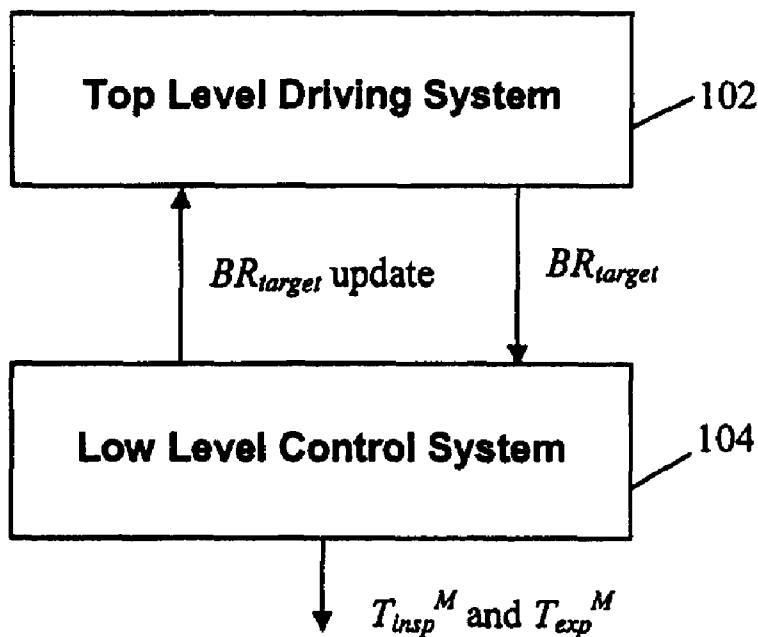 Top Level Driving System
102
BR_target update
BR_target
Low Level Control System
104
T_insp^M and T_exp^M